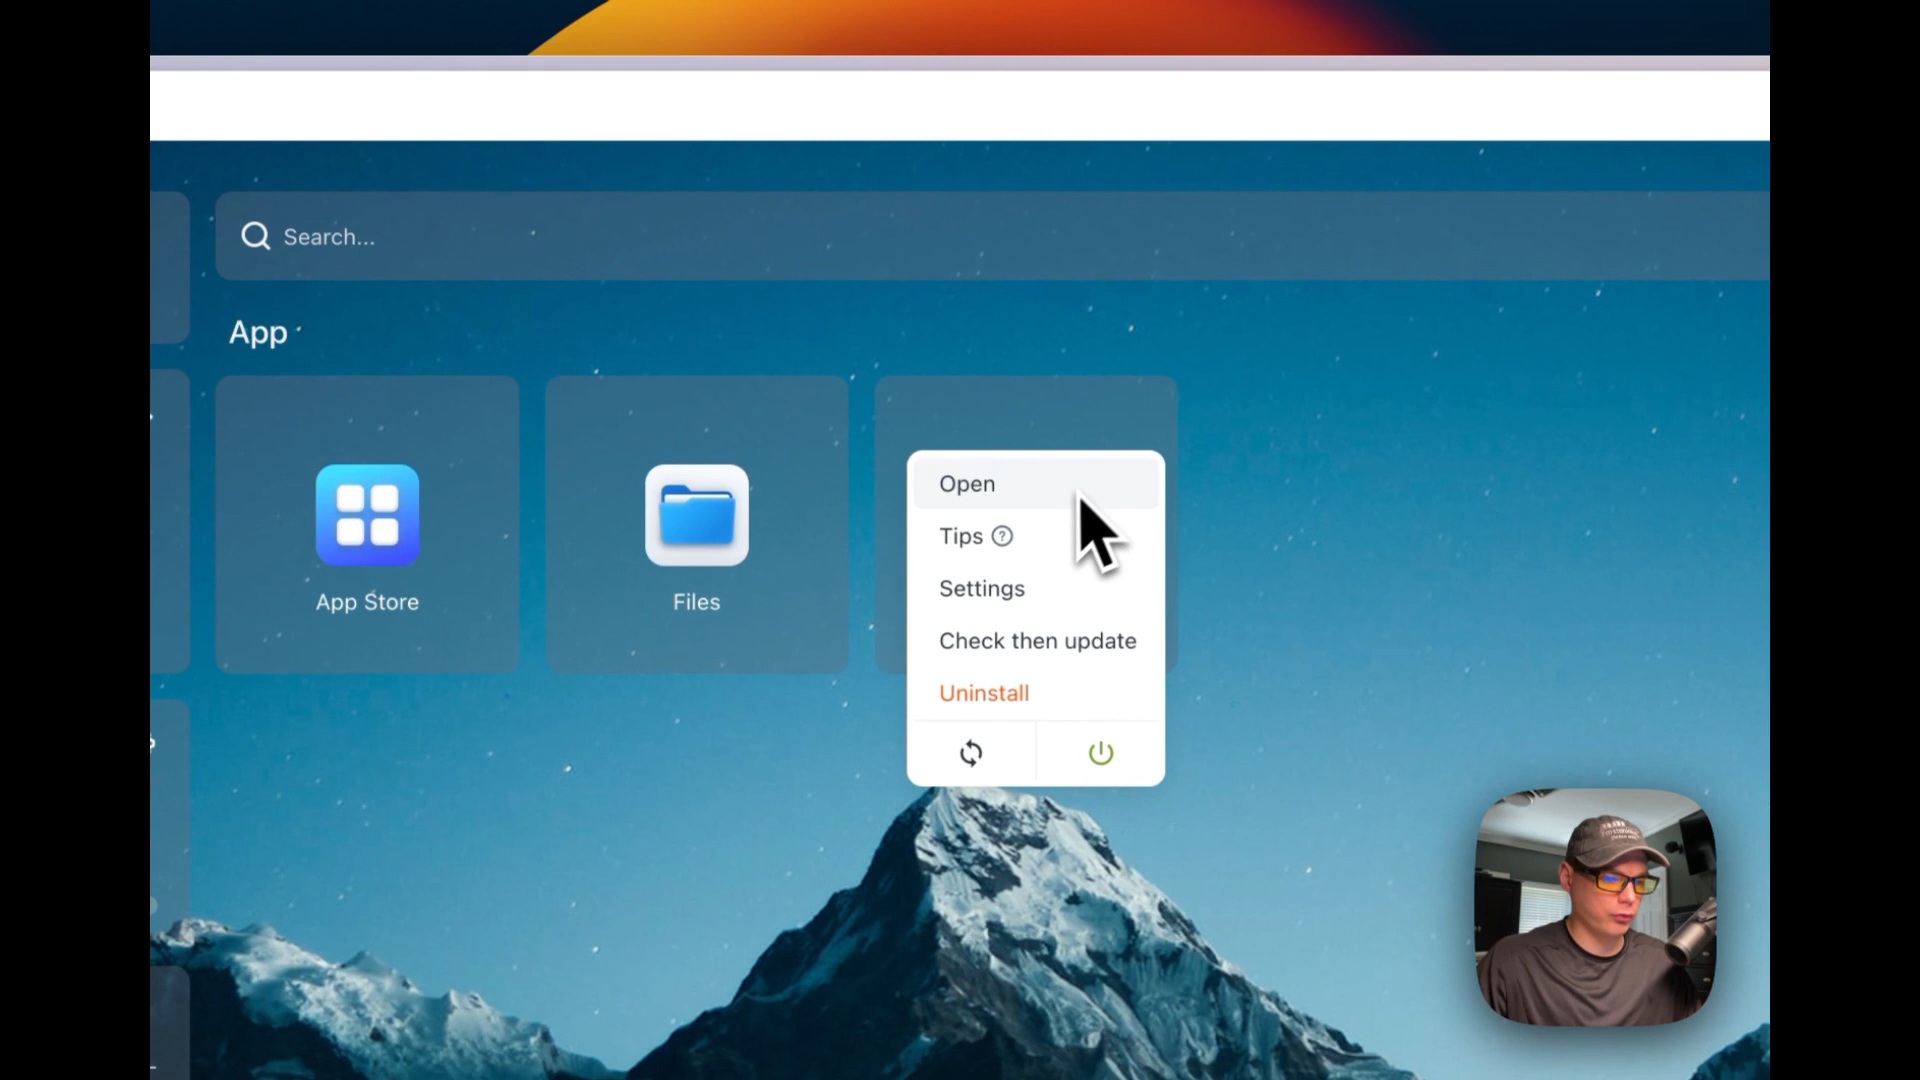 Search...
App
App Store
Files
Open
Tips
Settings
Check then update
Uninstall